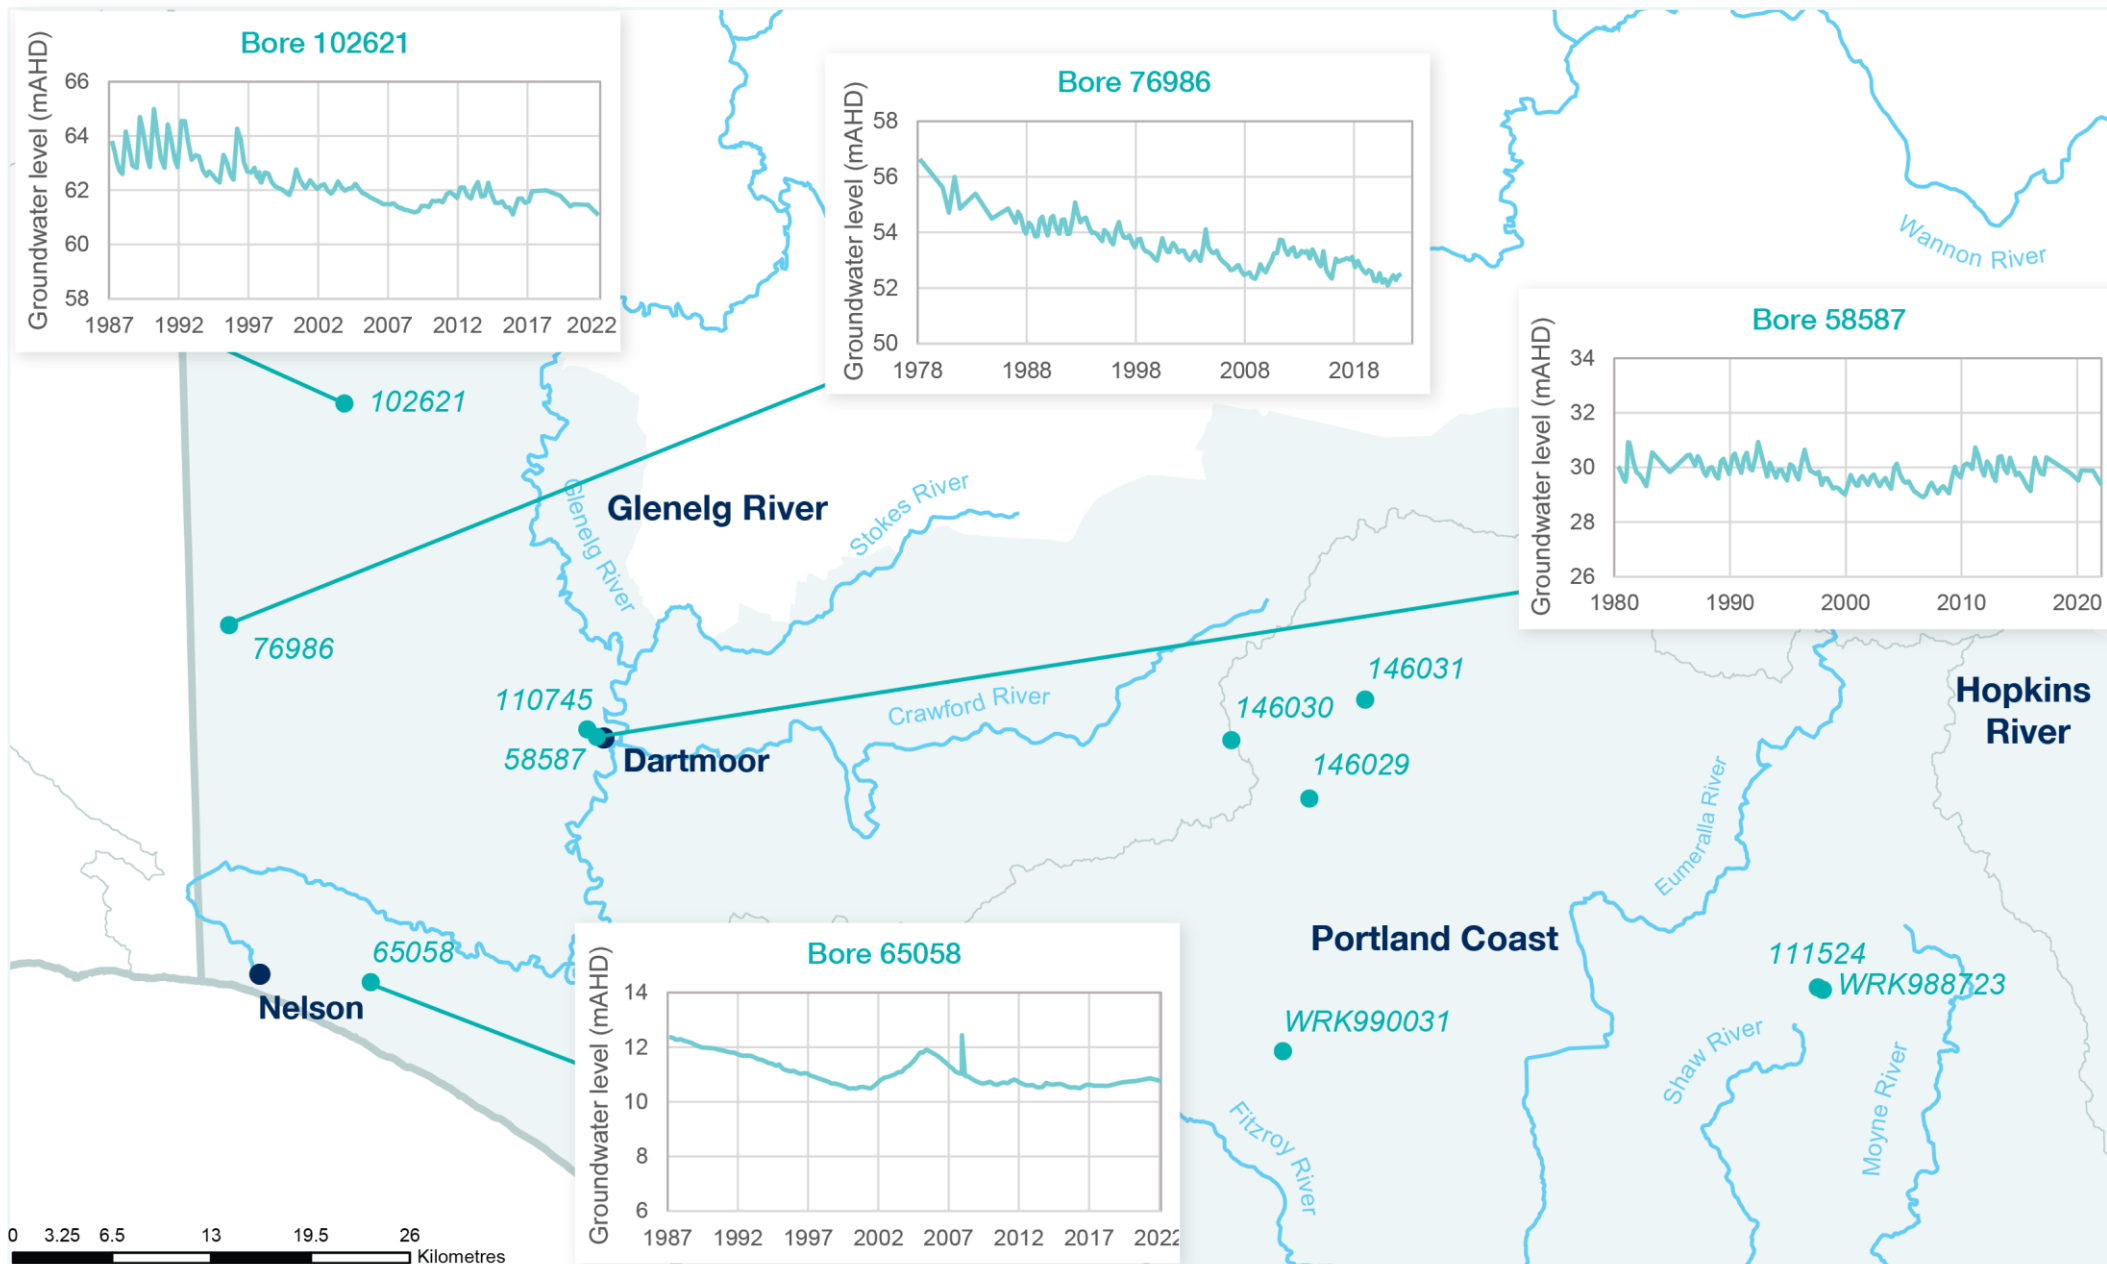 Bore 102621
Groundwater level (mAHD)
66
64
62
60
58
1987 1992 1997 2002 2007 2012 2017 2022
Bore 76986
Groundwater level (mAHD)
58
56
54
52
50
1978 1988 1998 2008 2018
Wannon River
Bore 58587
Groundwater level (mAHD)
34
32
30
28
26
1980 1990 2000 2010 2020
102621
Glenelg River
Glenelg River
Stokes River
76986
110745
58587
Dartmoor
Crawford River
146031
146030
146029
Hopkins
River
Eumeralla River
Portland Coast
65058
Nelson
Bore 65058
Groundwater level (mAHD)
14
12
10
8
6
1987 1992 1997 2002 2007 2012 2017 2022
111524
WRK988723
WRK990031
Shaw River
Moyne River
Fitzroy River
0 3.25 6.5 13 19.5 26
Kilometres